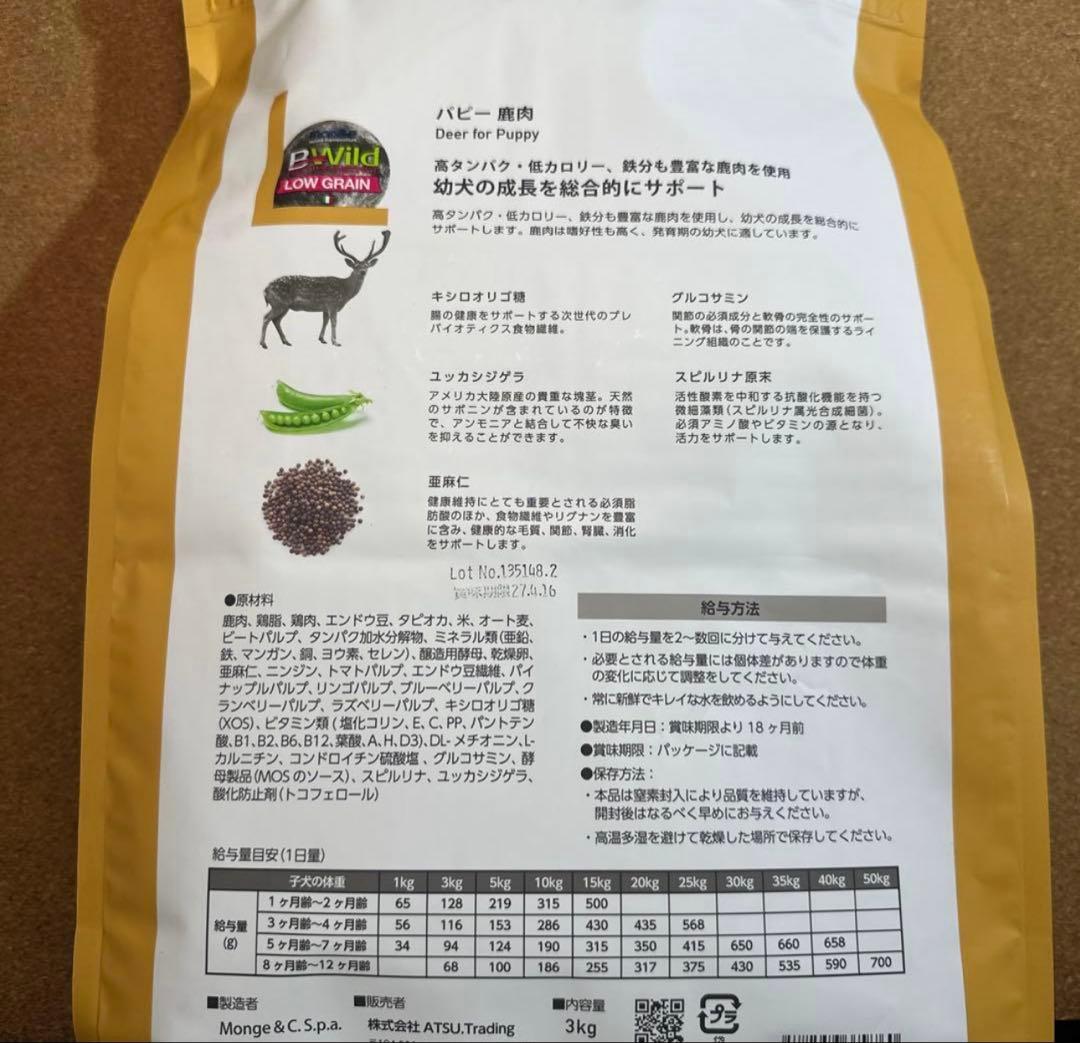 パピー 鹿肉
Deer for Puppy
BWild
LOW GRAIN
高タンパク・低カロリー、鉄分も豊富な鹿肉を使用
幼犬の成長を総合的にサポート
高タンパク・低カロリー、鉄分も豊富な鹿肉を使用し、幼犬の成長を総合的に
サポートします。鹿肉は嗜好性も高く、発育期の幼犬に適しています。
キシロオリゴ糖
腸の健康をサポートする次世代のプレ
バイオティクス食物繊維。
グルコサミン
関節の必須成分と軟骨の完全性のサポー
ト。軟骨は、骨の関節の端を保護するライ
ニング組織のことです。
ユッカシジゲラ
アメリカ大陸原産の貴重な塊茎。天然
のサポニンが含まれているのが特徴
で、アンモニアと結合して不快な臭い
を抑えることができます。
スピルリナ原末
活性酸素を中和する抗酸化機能を持つ
微細藻類(スピルリナ属光合成細菌)。
必須アミノ酸やビタミンの源となり、
活力をサポートします。
亜麻仁
健康維持にとても重要とされる必須脂
肪酸のほか、食物繊維やリグナンを豊富
に含み、健康的な毛質、関節、腎臓、消化
をサポートします。
Lot No.135148.2
賞味期限27.4.16
●原材料
鹿肉、鶏脂、鶏肉、エンドウ豆、タピオカ、米、オート麦、
ビートパルプ、タンパク加水分解物、ミネラル類(亜鉛、
鉄、マンガン、銅、ヨウ素、セレン)、醸造用酵母、乾燥卵、
亜麻仁、ニンジン、トマトパルプ、エンドウ豆繊維、パイ
ナップルパルプ、リンゴパルプ、ブルーベリーパルプ、ク
ランベリーパルプ、ラズベリーパルプ、キシロオリゴ糖
(XOS)、ビタミン類(塩化コリン、E、C、PP、パントテン
酸、B1、B2、B6、B12、葉酸、A、H、D3)、DL-メチオニン、L-
カルニチン、コンドロイチン硫酸塩、グルコサミン、酵
母製品(MOSのソース)、スピルリナ、ユッカシジゲラ、
酸化防止剤(トコフェロール)
給与方法
・1日の給与量を2〜数回に分けて与えてください。
・必要とされる給与量には個体差がありますので体重
の変化に応じて調整をしてください。
・常に新鮮でキレイな水を飲めるようにしてください。
●製造年月日：賞味期限より18ヶ月前
●賞味期限：パッケージに記載
●保存方法：
・本品は窒素封入により品質を維持していますが、
開封後はなるべく早めにお与えください。
・高温多湿を避けて乾燥した場所で保存してください。
給与量目安(1日量)
子犬の体重 1kg 3kg 5kg 10kg 15kg 20kg 25kg 30kg 35kg 40kg 50kg
給与量
(g)
1ヶ月齢〜2ヶ月齢 65 128 219 315 500
3ヶ月齢〜4ヶ月齢 56 116 153 286 430 435 568
5ヶ月齢〜7ヶ月齢 34 94 124 190 315 350 415 650 660 658
8ヶ月齢〜12ヶ月齢 68 100 186 255 317 375 430 535 590 700
■製造者
Monge & C. S.p.a.
■販売者
株式会社 ATSU.Trading
■内容量
3kg
プラ